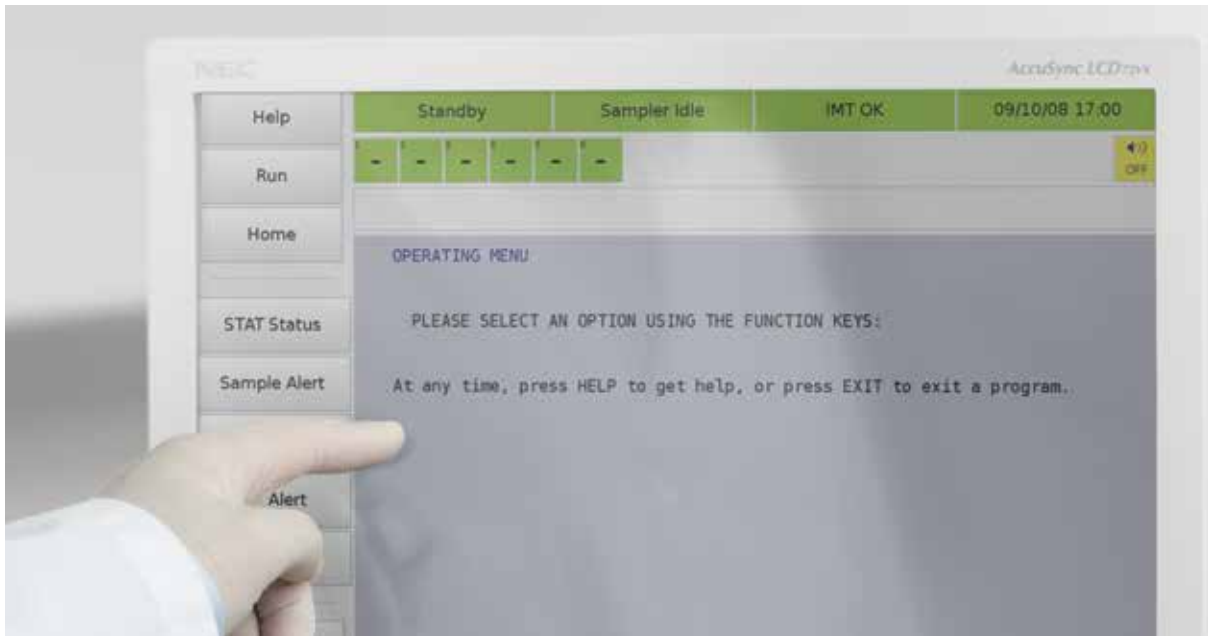 NEC
AccuSync LCD
Help
Standby
Sampler Idle
IMT OK
09/10/08 17:00
Run
- - - - - -
OFF
Home
OPERATING MENU
STAT Status
PLEASE SELECT AN OPTION USING THE FUNCTION KEYS:
Sample Alert
At any time, press HELP to get help, or press EXIT to exit a program.
Alert